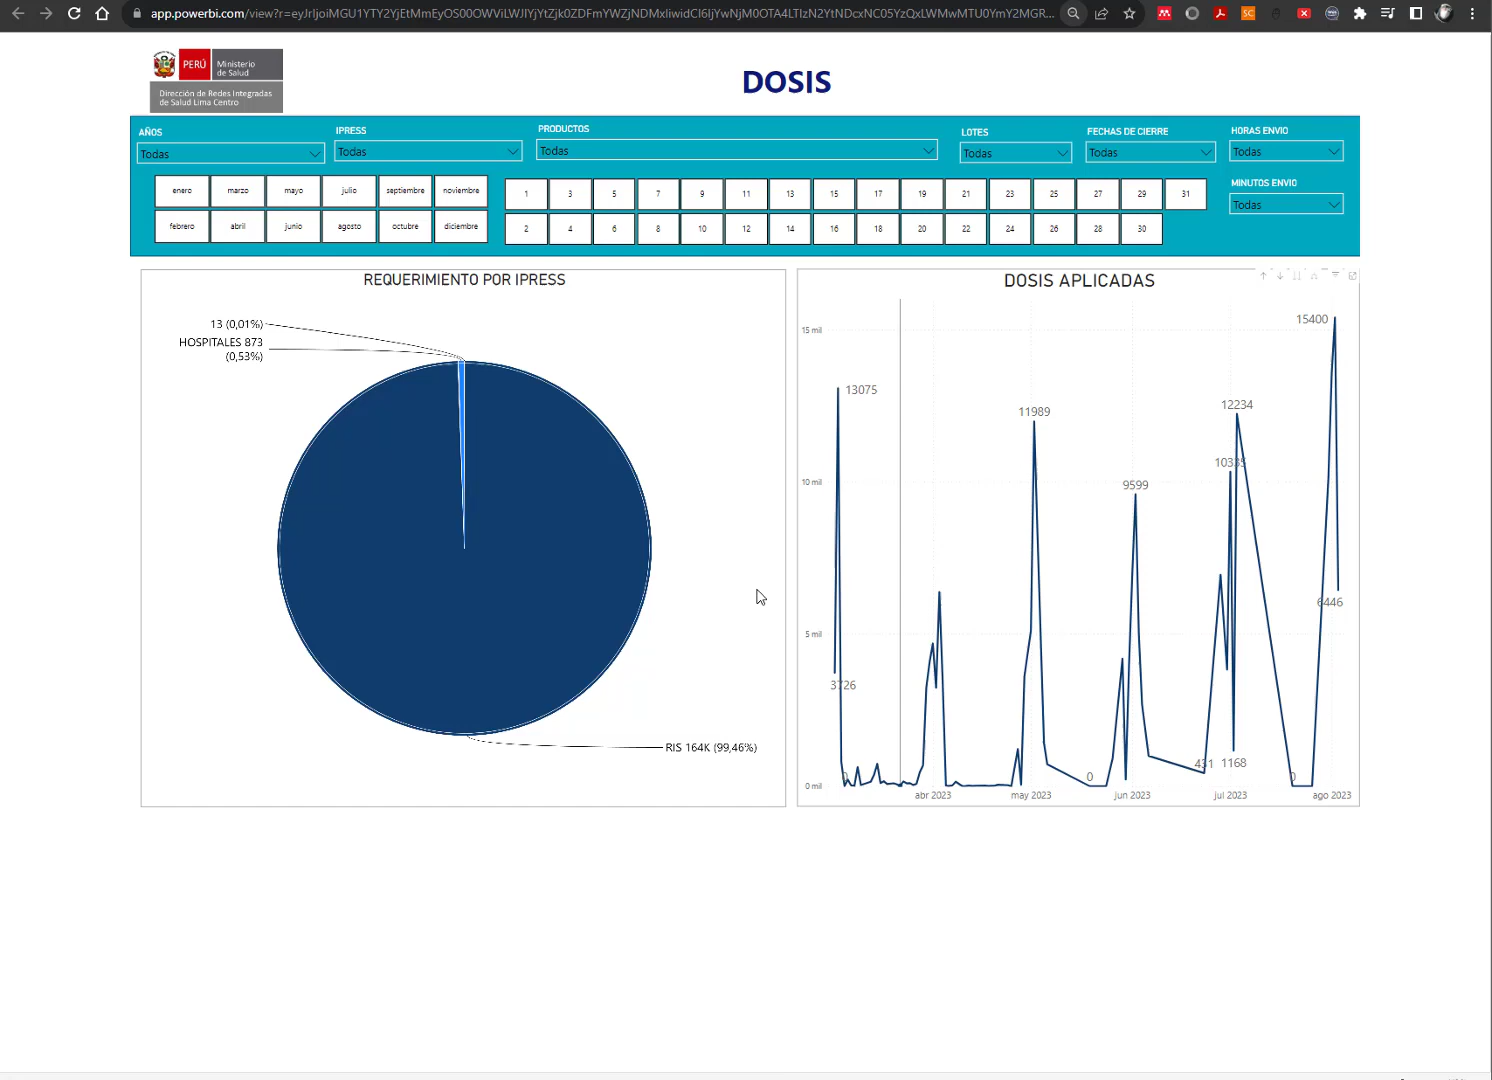 app.powerbi.com/view?r=
PERÚ
Ministerio
de Salud
Dirección de Redes Integradas
de Salud Lima Centro
DOSIS
AÑOS
Todas
IPRESS
Todas
PRODUCTOS
Todas
LOTES
Todas
FECHAS DE CIERRE
Todas
HORAS ENVIO
Todas
MINUTOS ENVIO
Todas
enero marzo mayo julio septiembre noviembre
febrero abril junio agosto octubre diciembre
1 3 5 7 9 11 13 15 17 19 21 23 25 27 29 31
2 4 6 8 10 12 14 16 18 20 22 24 26 28 30
REQUERIMIENTO POR IPRESS
13 (0,01%)
HOSPITALES 873
(0,53%)
RIS 164K (99,46%)
DOSIS APLICADAS
15 mil
10 mil
5 mil
0 mil
15400
13075
11989
12234
9599
6446
3726
0
0
431
1168
0
abr 2023 may 2023 jun 2023 jul 2023 ago 2023